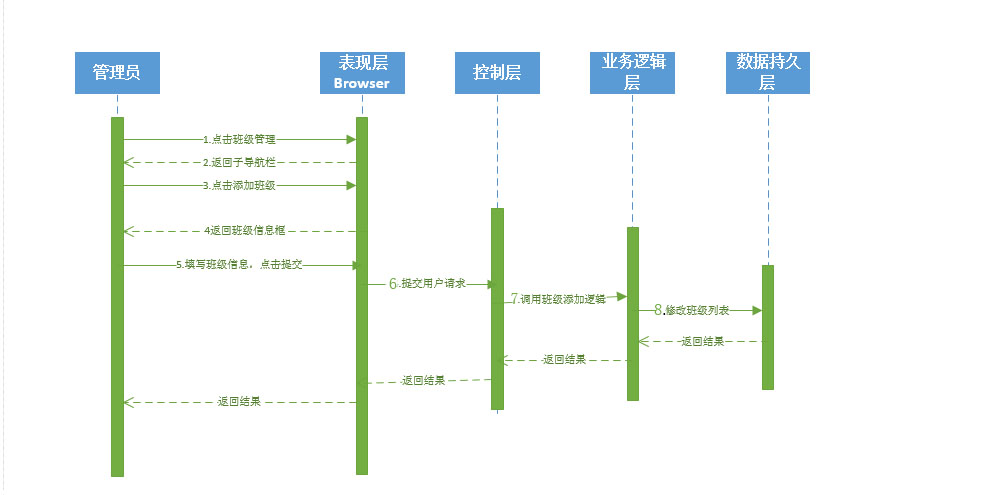 管理员
表现层
Browser
控制层
业务逻辑
层
数据持久
层
1.点击班级管理
2.返回子导航栏
3.点击添加班级
4返回班级信息框
5.填写班级信息，点击提交
6.提交用户请求
7.调用班级添加逻辑
8.修改班级列表
返回结果
返回结果
返回结果
返回结果